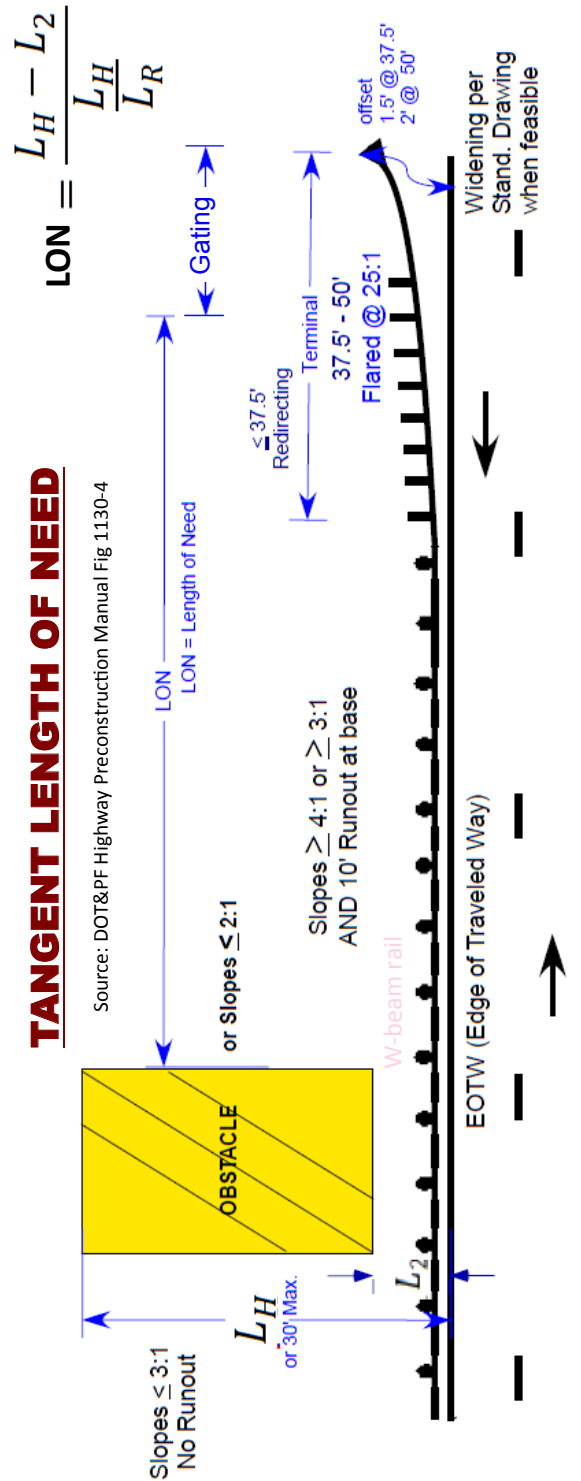 TANGENT LENGTH OF NEED
Source: DOT&PF Highway Preconstruction Manual Fig 1130-4
LON = (L_H − L_2) / (L_H / L_R)
Slopes ≤ 3:1
No Runout
L_H
or 30' Max.
OBSTACLE
or Slopes ≤ 2:1
LON
LON = Length of Need
Gating
≤ 37.5'
Redirecting
Terminal
37.5' - 50'
Flared @ 25:1
offset
1.5' @ 37.5'
2' @ 50'
Slopes ≥ 4:1 or ≥ 3:1
AND 10' Runout at base
W-beam rail
L_2
EOTW (Edge of Traveled Way)
Widening per
Stand. Drawing
when feasible